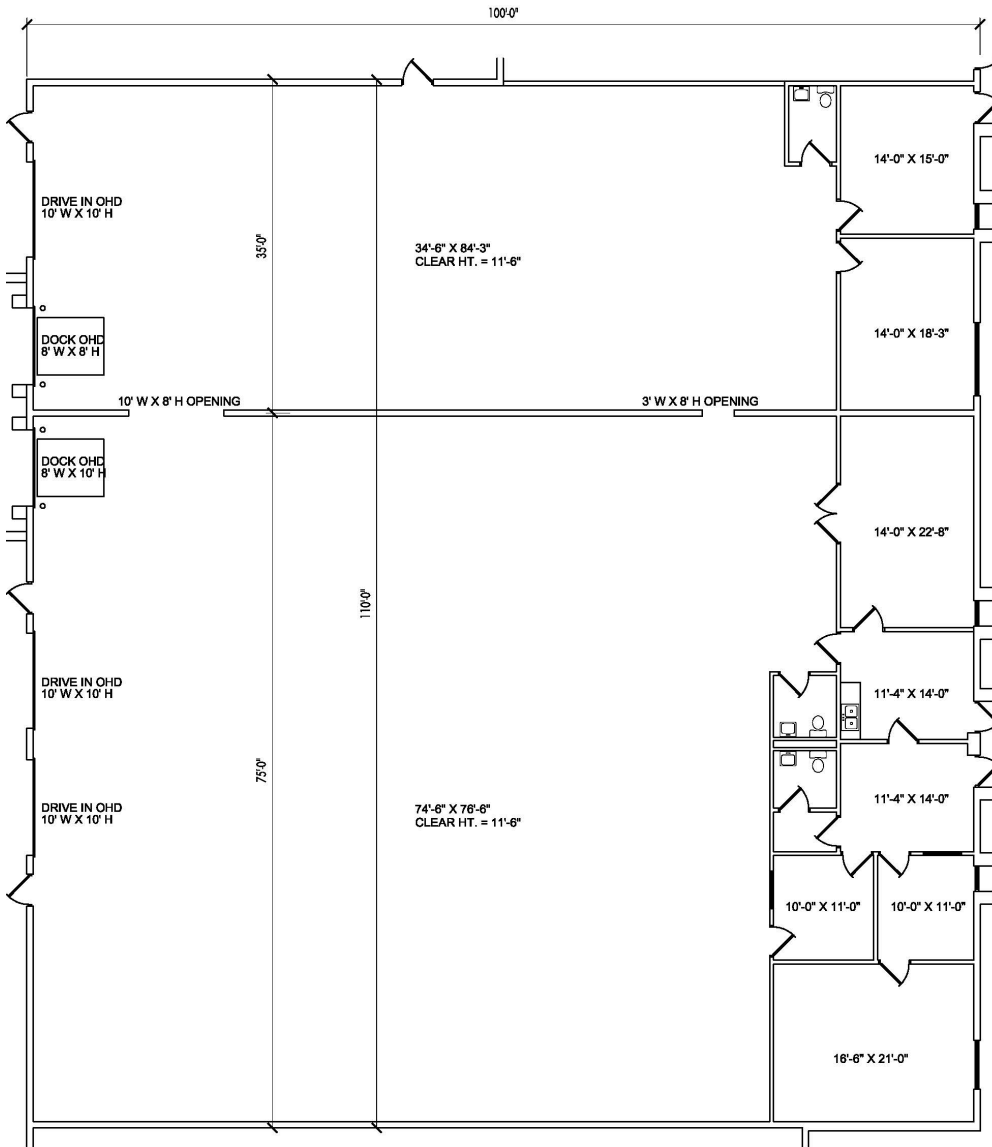 100'-0"
14'-0" X 15'-0"
DRIVE IN OHD
10' W X 10' H
35'-0"
34'-6" X 84'-3"
CLEAR HT. = 11'-6"
DOCK OHD
8' W X 8' H
14'-0" X 18'-3"
10' W X 8' H OPENING
3' W X 8' H OPENING
DOCK OHD
8' W X 10' H
14'-0" X 22'-8"
110'-0"
DRIVE IN OHD
10' W X 10' H
11'-4" X 14'-0"
75'-0"
DRIVE IN OHD
10' W X 10' H
74'-6" X 76'-6"
CLEAR HT. = 11'-6"
11'-4" X 14'-0"
10'-0" X 11'-0"
10'-0" X 11'-0"
16'-6" X 21'-0"